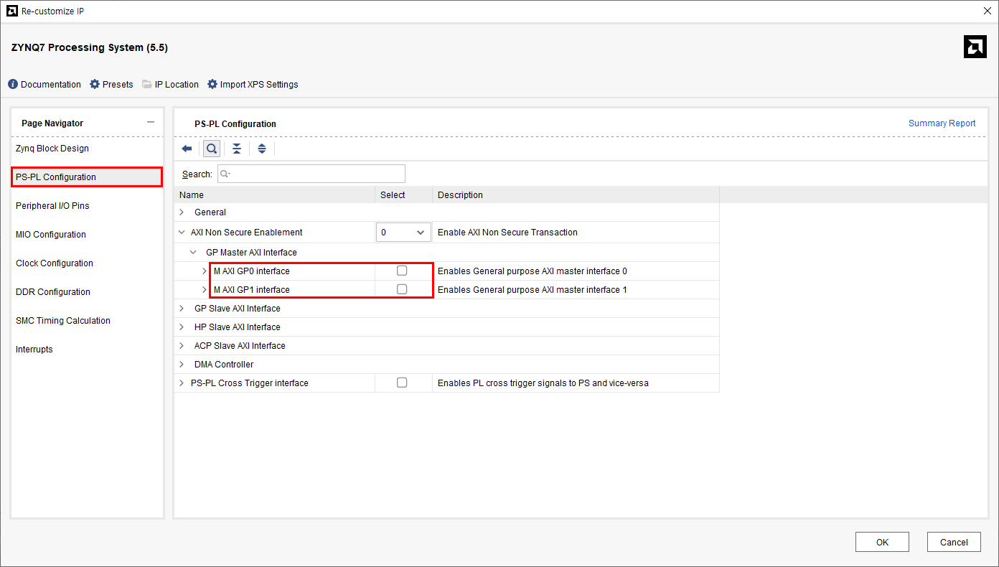 Re-customize IP
ZYNQ7 Processing System (5.5)
Documentation Presets IP Location Import XPS Settings
Page Navigator
Zynq Block Design
PS-PL Configuration
Peripheral I/O Pins
MIO Configuration
Clock Configuration
DDR Configuration
SMC Timing Calculation
Interrupts
PS-PL Configuration Summary Report
Search:
Name Select Description
General
AXI Non Secure Enablement 0 Enable AXI Non Secure Transaction
GP Master AXI Interface
M AXI GP0 interface Enables General purpose AXI master interface 0
M AXI GP1 interface Enables General purpose AXI master interface 1
GP Slave AXI Interface
HP Slave AXI Interface
ACP Slave AXI Interface
DMA Controller
PS-PL Cross Trigger interface Enables PL cross trigger signals to PS and vice-versa
OK Cancel